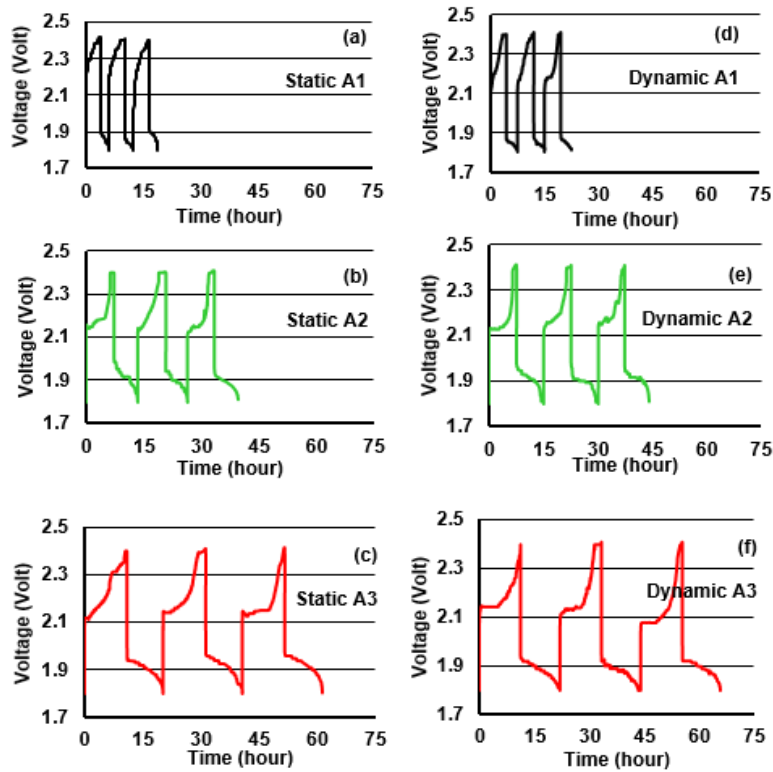 2.5
2.3
2.1
1.9
1.7
Voltage (Volt)
(a)
Static A1
0 15 30 45 60 75
Time (hour)
2.5
2.3
2.1
1.9
1.7
Voltage (Volt)
(d)
Dynamic A1
0 15 30 45 60 75
Time (hour)
2.5
2.3
2.1
1.9
1.7
Voltage (Volt)
(b)
Static A2
0 15 30 45 60 75
Time (hour)
2.5
2.3
2.1
1.9
1.7
Voltage (Volt)
(e)
Dynamic A2
0 15 30 45 60 75
Time (hour)
2.5
2.3
2.1
1.9
1.7
Voltage (Volt)
(c)
Static A3
0 15 30 45 60 75
Time (hour)
2.5
2.3
2.1
1.9
1.7
Voltage (Volt)
(f)
Dynamic A3
0 15 30 45 60 75
Time (hour)